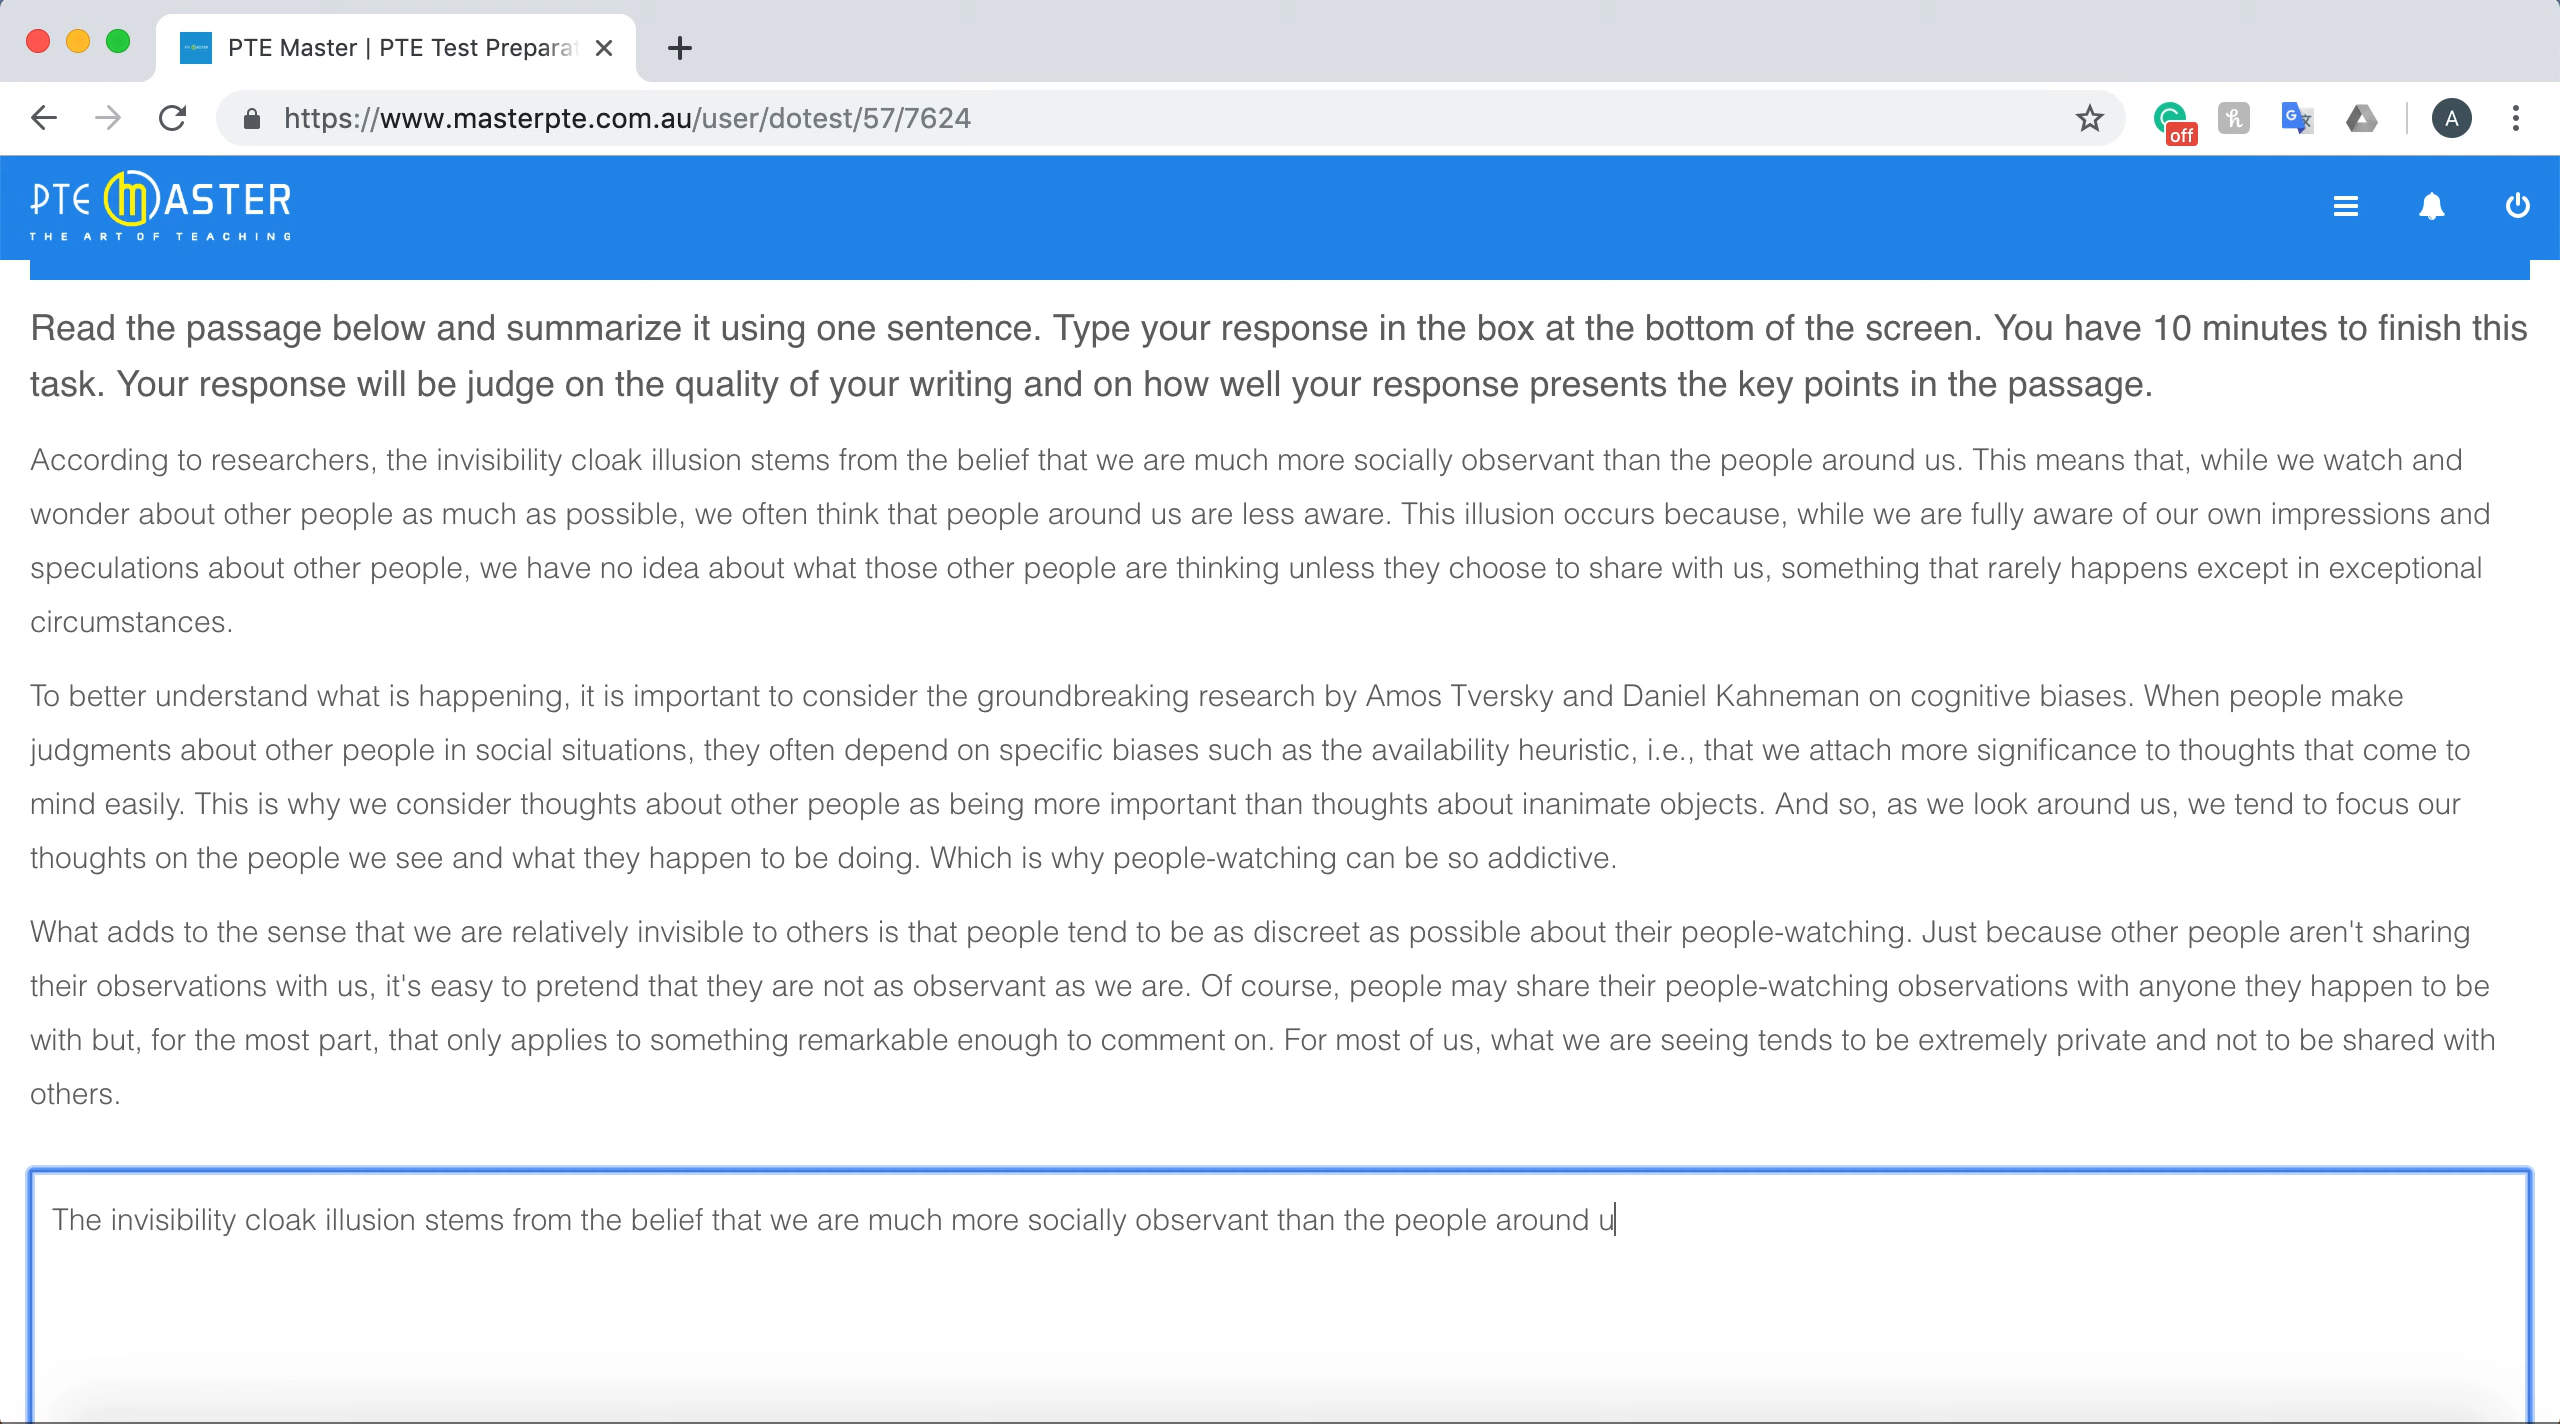 PTE Master | PTE Test Preparat
https://www.masterpte.com.au/user/dotest/57/7624
off
A
PTE MASTER
THE ART OF TEACHING
Read the passage below and summarize it using one sentence. Type your response in the box at the bottom of the screen. You have 10 minutes to finish this
task. Your response will be judge on the quality of your writing and on how well your response presents the key points in the passage.
According to researchers, the invisibility cloak illusion stems from the belief that we are much more socially observant than the people around us. This means that, while we watch and
wonder about other people as much as possible, we often think that people around us are less aware. This illusion occurs because, while we are fully aware of our own impressions and
speculations about other people, we have no idea about what those other people are thinking unless they choose to share with us, something that rarely happens except in exceptional
circumstances.
To better understand what is happening, it is important to consider the groundbreaking research by Amos Tversky and Daniel Kahneman on cognitive biases. When people make
judgments about other people in social situations, they often depend on specific biases such as the availability heuristic, i.e., that we attach more significance to thoughts that come to
mind easily. This is why we consider thoughts about other people as being more important than thoughts about inanimate objects. And so, as we look around us, we tend to focus our
thoughts on the people we see and what they happen to be doing. Which is why people-watching can be so addictive.
What adds to the sense that we are relatively invisible to others is that people tend to be as discreet as possible about their people-watching. Just because other people aren't sharing
their observations with us, it's easy to pretend that they are not as observant as we are. Of course, people may share their people-watching observations with anyone they happen to be
with but, for the most part, that only applies to something remarkable enough to comment on. For most of us, what we are seeing tends to be extremely private and not to be shared with
others.
The invisibility cloak illusion stems from the belief that we are much more socially observant than the people around u